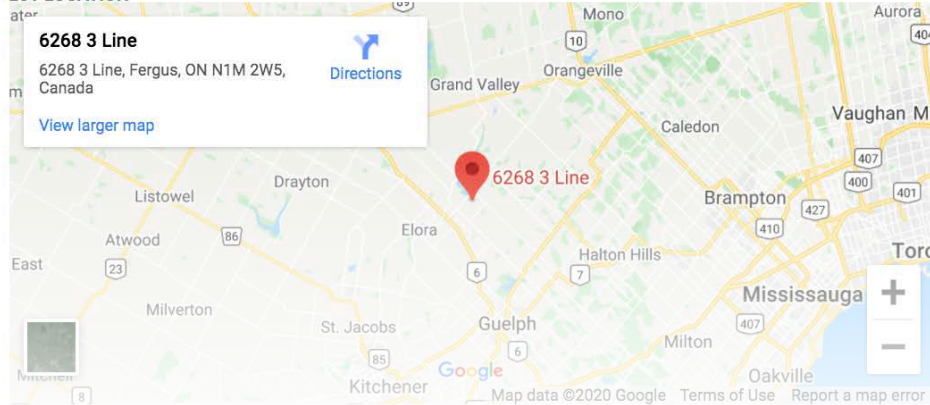 6268 3 Line
6268 3 Line, Fergus, ON N1M 2W5,
Canada
Directions
View larger map
89
Mono
Aurora
10
404
Grand Valley
Orangeville
Vaughan
Caledon
407
6268 3 Line
400
401
Drayton
Listowel
Brampton
427
410
Elora
Atwood
86
East
23
Halton Hills
Toro
6
7
Mississauga
+
Milverton
St. Jacobs
Guelph
407
Milton
6
85
Google
Oakville
Mitchell
Kitchener
8
Map data ©2020 Google Terms of Use Report a map error